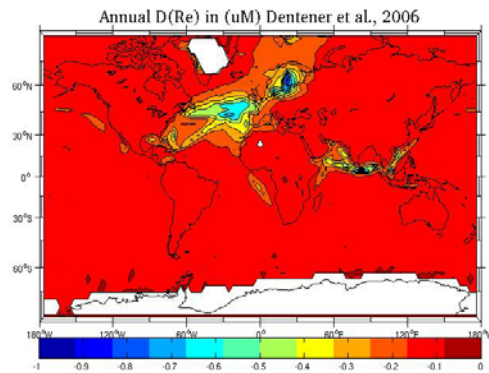 Annual D(Re) in (uM) Dentener et al., 2006
60°N
30°N
0°
30°S
60°S
180°W 120°W 60°W 0° 60°E 120°E 180°E
-1 -0.9 -0.8 -0.7 -0.6 -0.5 -0.4 -0.3 -0.2 -0.1 0